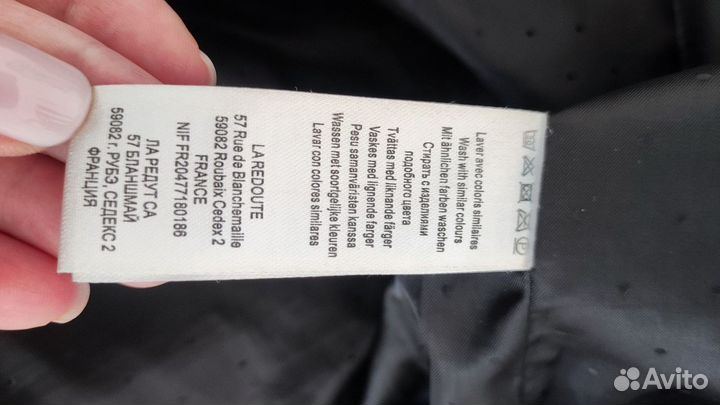 Laver avec coloris similaires
Wash with similar colours
Mit ähnlichen farben waschen
Стирать с изделиями
подобного цвета
Tvättas med liknande färger
Vaskes med lignende farger
Pesu samanväristen kanssa
Wassen met soortgelijke kleuren
Lavar con colores similares
LA REDOUTE
57 Rue de Blanchemaille
59082 Roubaix Cedex 2
FRANCE
NIF FR20477180186
ЛА РЕДУТ СА
57 БЛАНШМАЙ
59082 г. РУБЭ, СЕДЕКС 2
ФРАНЦИЯ
Avito